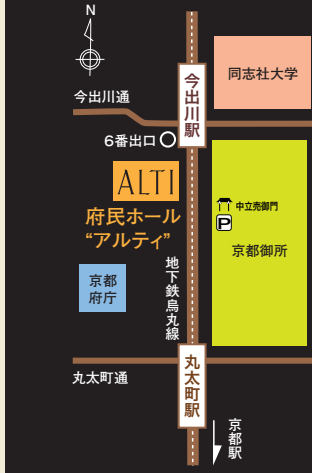 N
同志社大学
今出川駅
今出川通
6番出口
ALTI
府民ホール
“アルティ”
中立売御門
P
京都御所
地下鉄烏丸線
京都
府庁
丸太町駅
丸太町通
京都駅